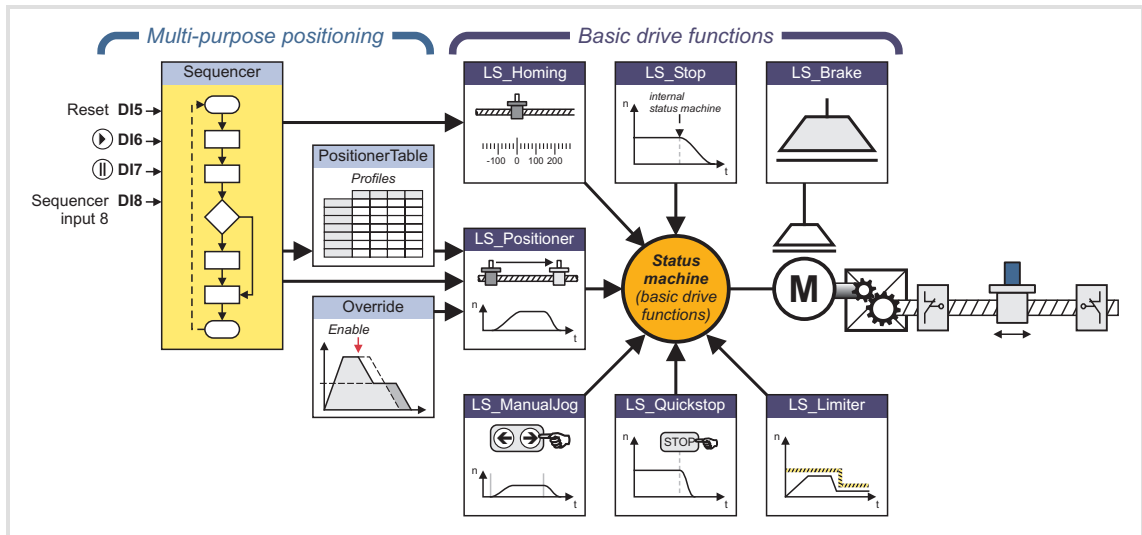 Multi-purpose positioning
Basic drive functions
Sequencer
Reset DI5
DI6
DI7
Sequencer DI8
input 8
PositionerTable
Profiles
Override
Enable
LS_Homing
-100 0 100 200
LS_Stop
n
internal
status machine
t
LS_Brake
LS_Positioner
t
Status
machine
(basic drive
functions)
M
LS_ManualJog
n
t
LS_Quickstop
n
STOP
t
LS_Limiter
n
t